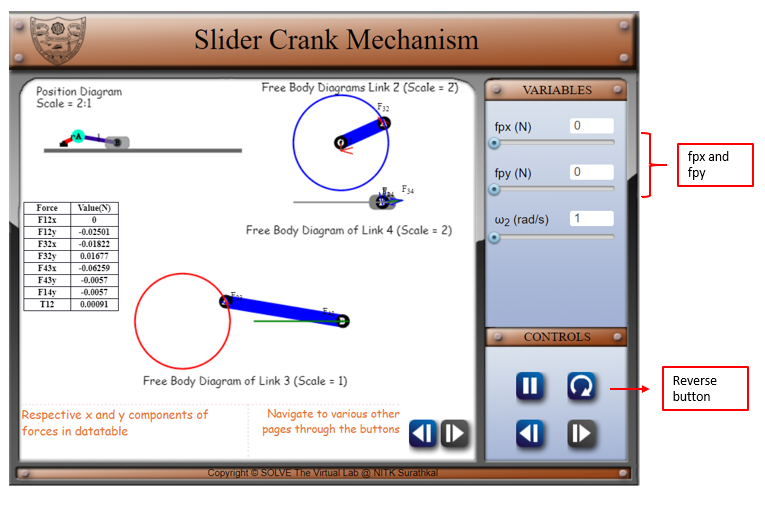 Slider Crank Mechanism
Position Diagram
Scale = 2:1
A
B
Free Body Diagrams Link 2 (Scale = 2)
F32
F34
Free Body Diagram of Link 4 (Scale = 2)
Force Value(N)
F12x 0
F12y -0.02501
F32x -0.01822
F32y 0.01677
F43x -0.06259
F43y -0.0057
F14y -0.0057
T12 0.00091
Free Body Diagram of Link 3 (Scale = 1)
Respective x and y components of
forces in datatable
Navigate to various other
pages through the buttons
VARIABLES
fpx (N) 0
fpy (N) 0
ω2 (rad/s) 1
CONTROLS
fpx and
fpy
Reverse
button
Copyright © SOLVE The Virtual Lab @ NITK Surathkal